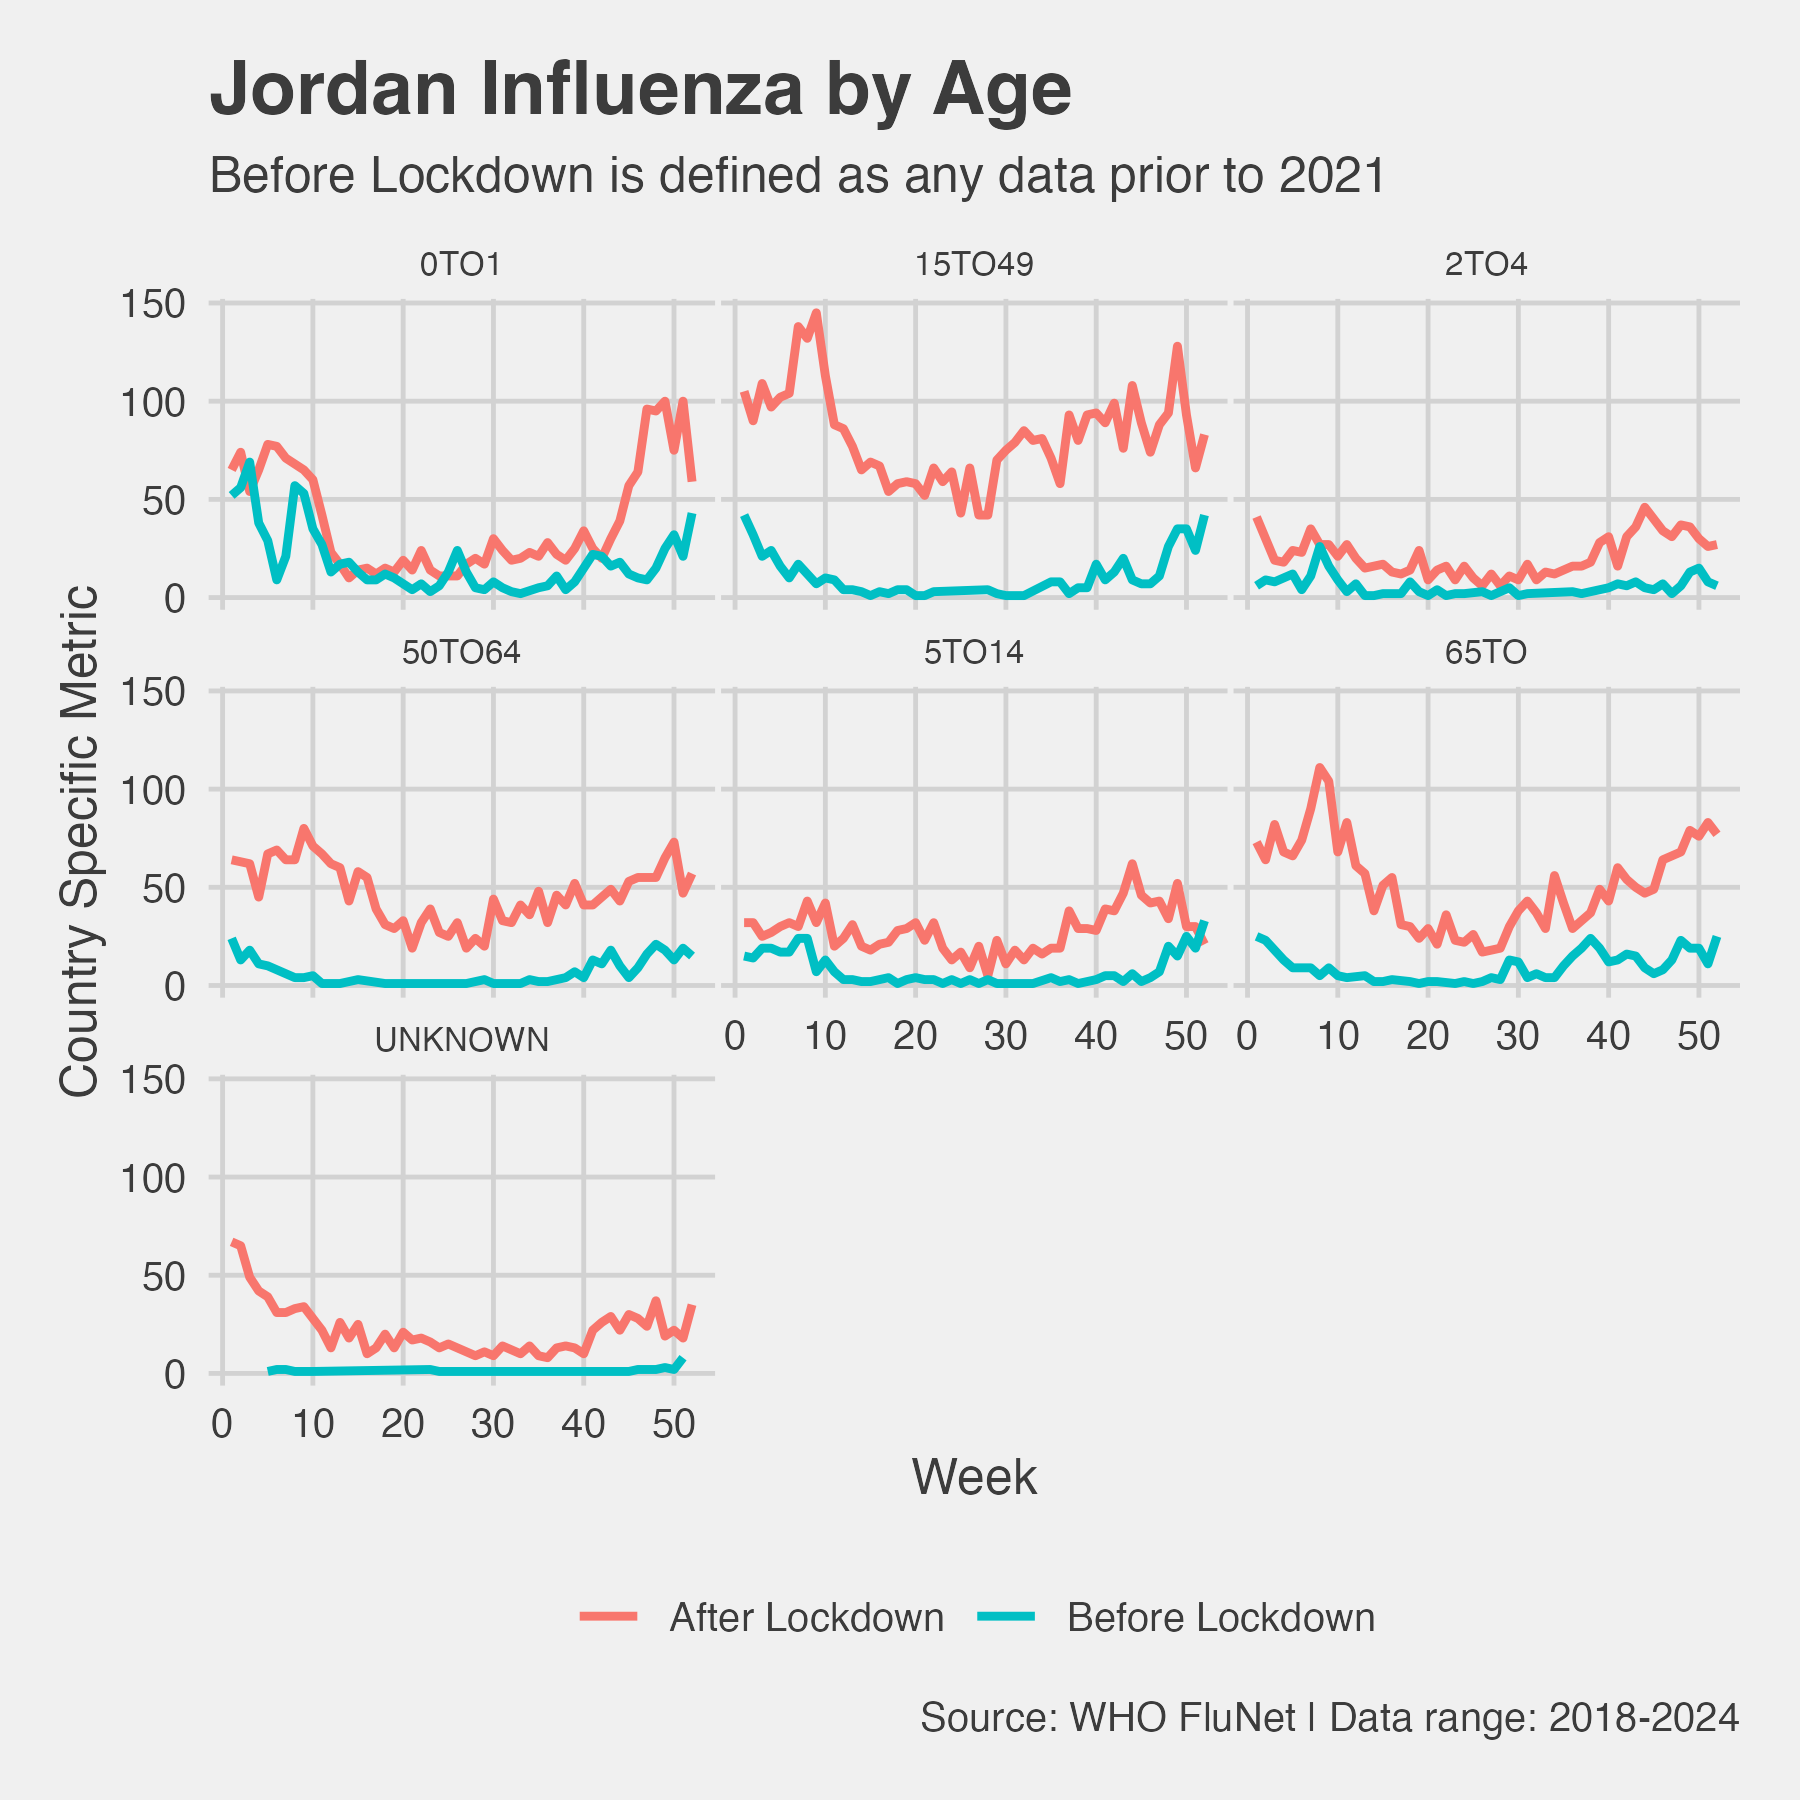 Jordan Influenza by Age
Before Lockdown is defined as any data prior to 2021
0TO1
15TO49
2TO4
150
100
50
0
50TO64
5TO14
65TO
150
100
50
0
0 10 20 30 40 50
0 10 20 30 40 50
UNKNOWN
150
100
50
0
0 10 20 30 40 50
Country Specific Metric
Week
After Lockdown
Before Lockdown
Source: WHO FluNet | Data range: 2018-2024